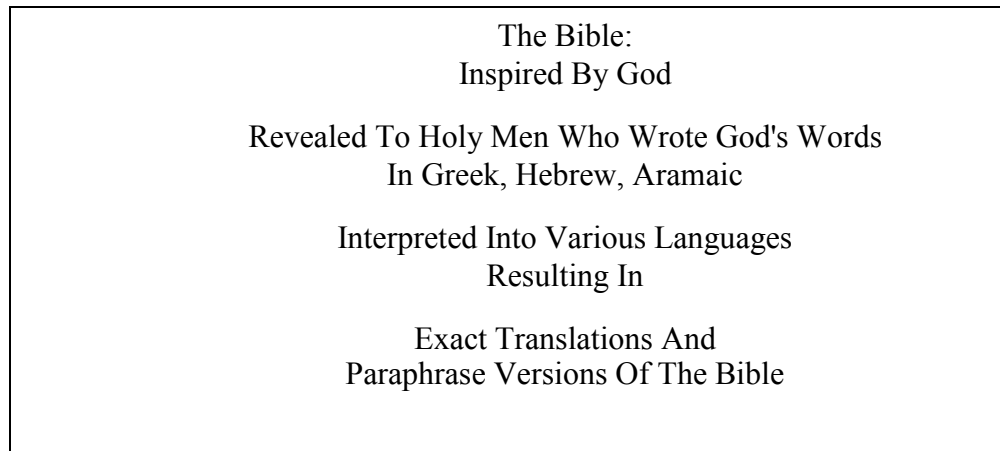 The Bible:
Inspired By God
Revealed To Holy Men Who Wrote God's Words
In Greek, Hebrew, Aramaic
Interpreted Into Various Languages
Resulting In
Exact Translations And
Paraphrase Versions Of The Bible